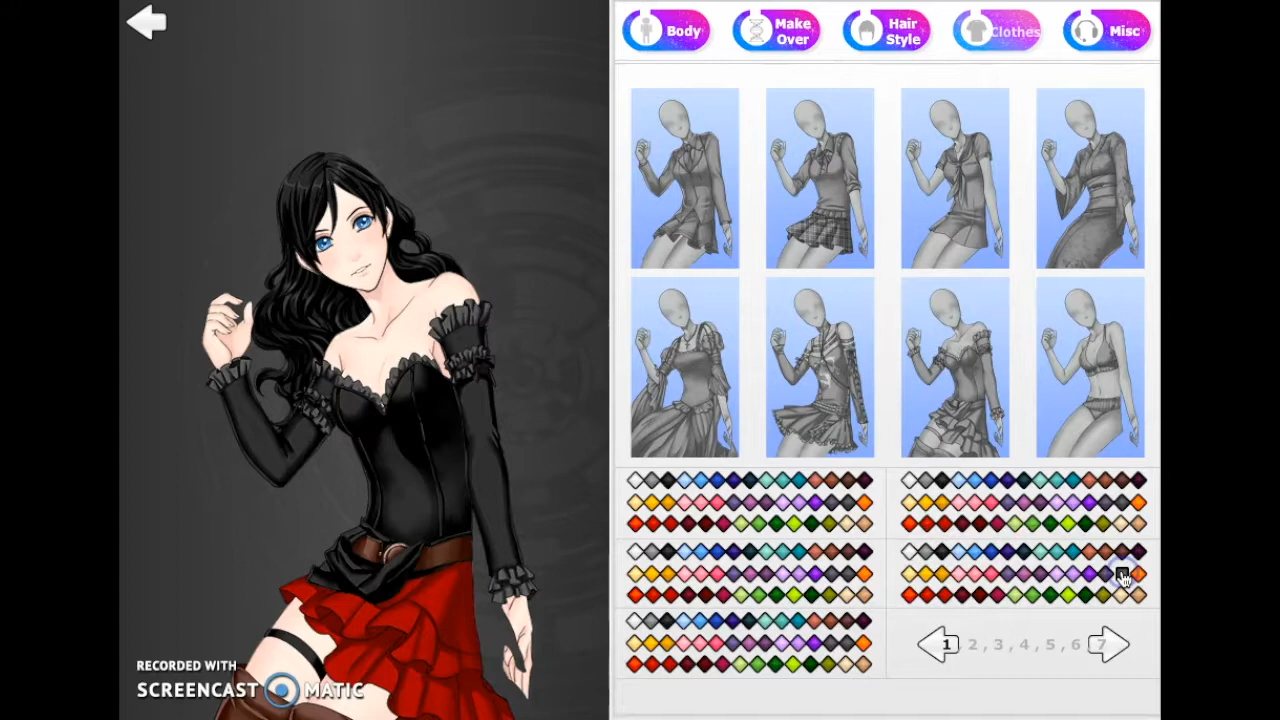 Body
Make
Over
Hair
Style
Clothes
Misc
1 2 , 3 , 4 , 5 , 6 , 7
RECORDED WITH
SCREENCAST MATIC